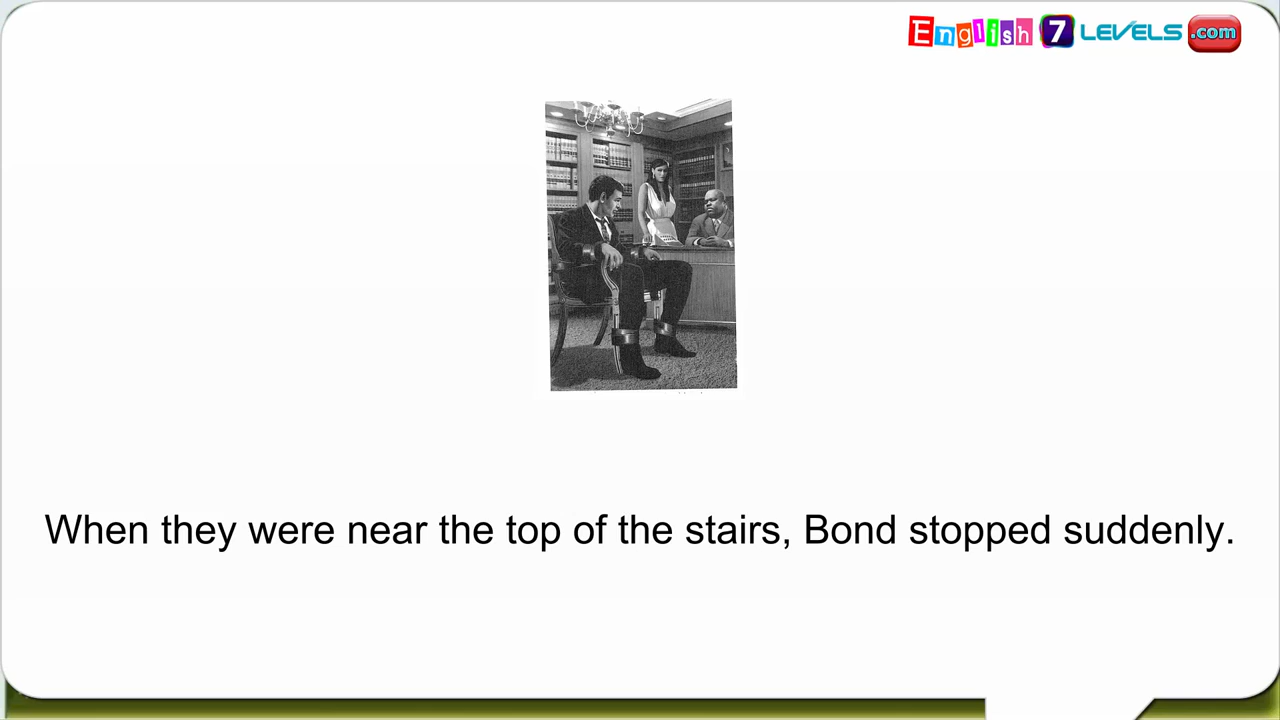 English 7 LEVELS .com
When they were near the top of the stairs, Bond stopped suddenly.